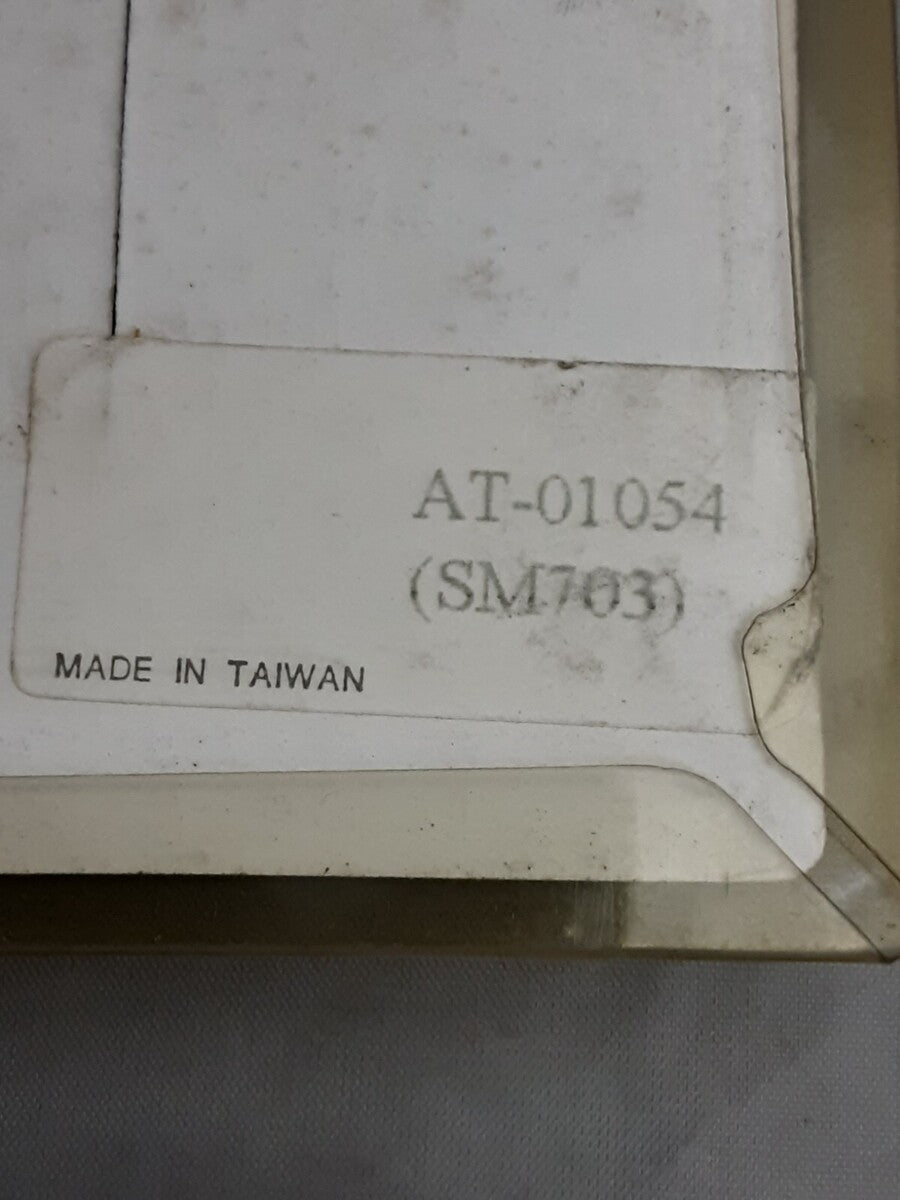 AT-01054
(SM703)
MADE IN TAIWAN